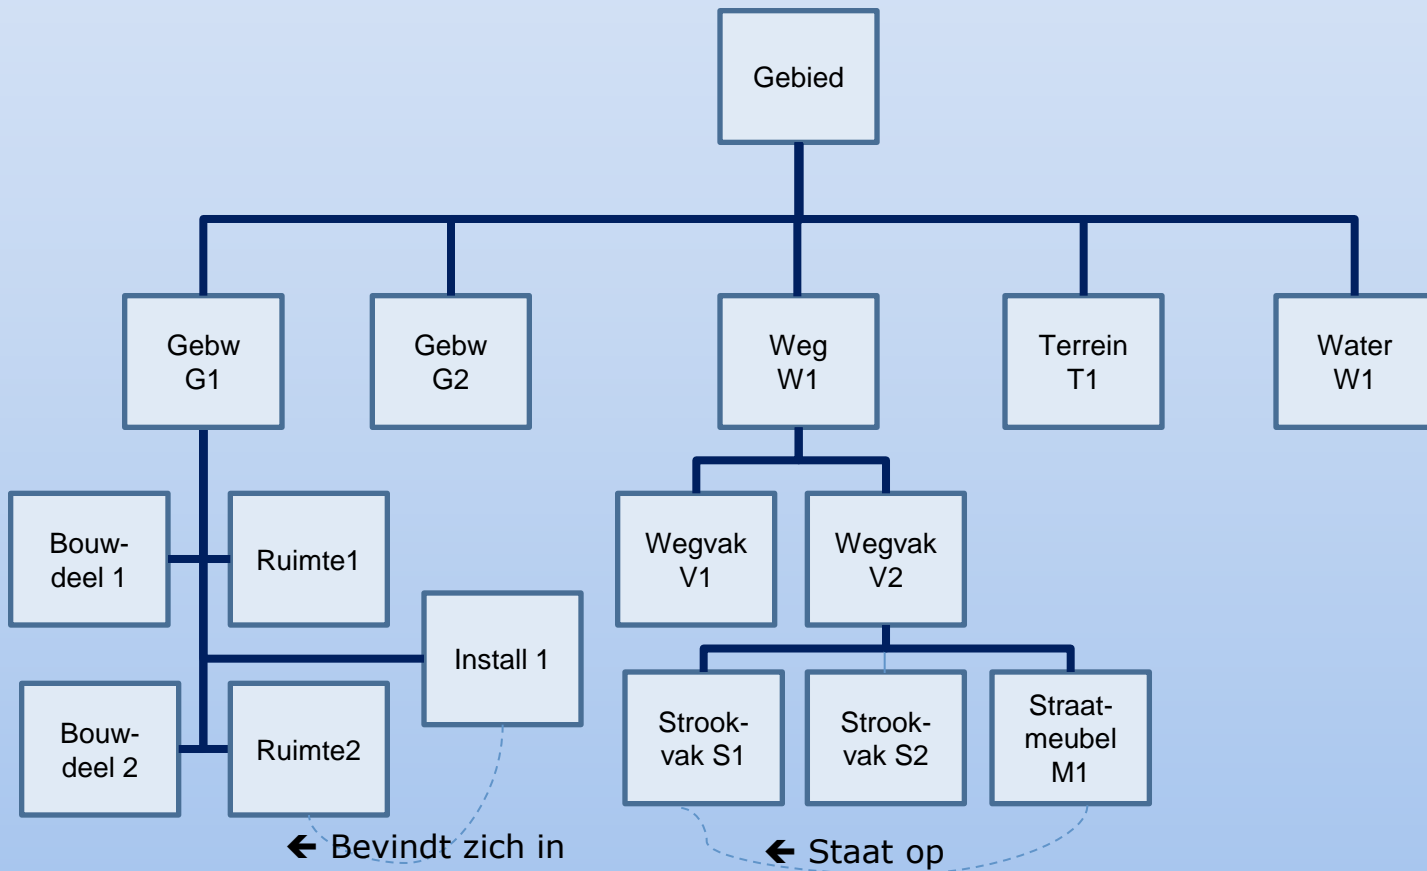 Gebied
Gebw
G1
Gebw
G2
Weg
W1
Terrein
T1
Water
W1
Bouw-
deel 1
Ruimte1
Wegvak
V1
Wegvak
V2
Install 1
Bouw-
deel 2
Ruimte2
Strook-
vak S1
Strook-
vak S2
Straat-
meubel
M1
← Bevindt zich in
← Staat op